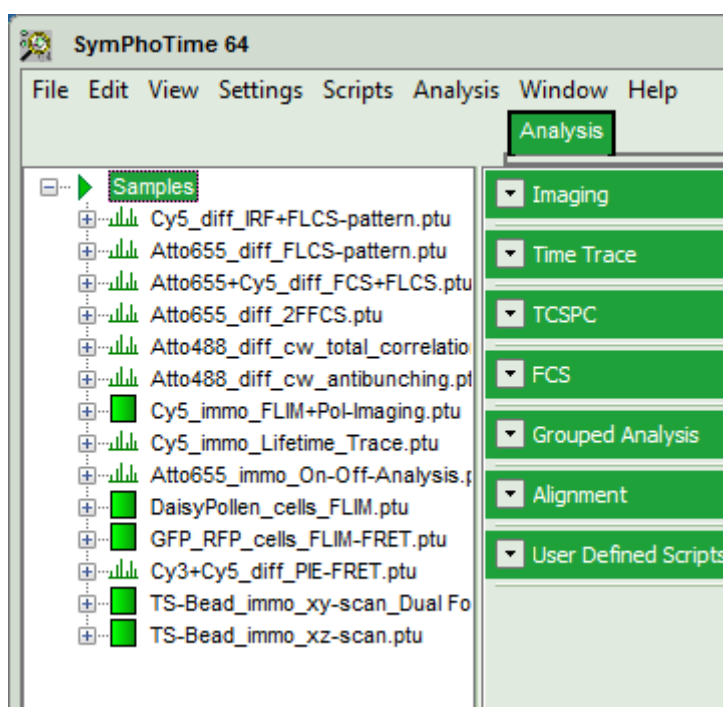 SymPhoTime 64
File Edit View Settings Scripts Analysis Window Help
Analysis
Samples
Cy5_diff_IRF+FLCS-pattern.ptu
Atto655_diff_FLCS-pattern.ptu
Atto655+Cy5_diff_FCS+FLCS.ptu
Atto655_diff_2FFCS.ptu
Atto488_diff_cw_total_correlatio
Atto488_diff_cw_antibunching.pt
Cy5_immo_FLIM+Pol-Imaging.ptu
Cy5_immo_Lifetime_Trace.ptu
Atto655_immo_On-Off-Analysis.p
DaisyPollen_cells_FLIM.ptu
GFP_RFP_cells_FLIM-FRET.ptu
Cy3+Cy5_diff_PIE-FRET.ptu
TS-Bead_immo_xy-scan_Dual Fo
TS-Bead_immo_xz-scan.ptu
Imaging
Time Trace
TCSPC
FCS
Grouped Analysis
Alignment
User Defined Scripts